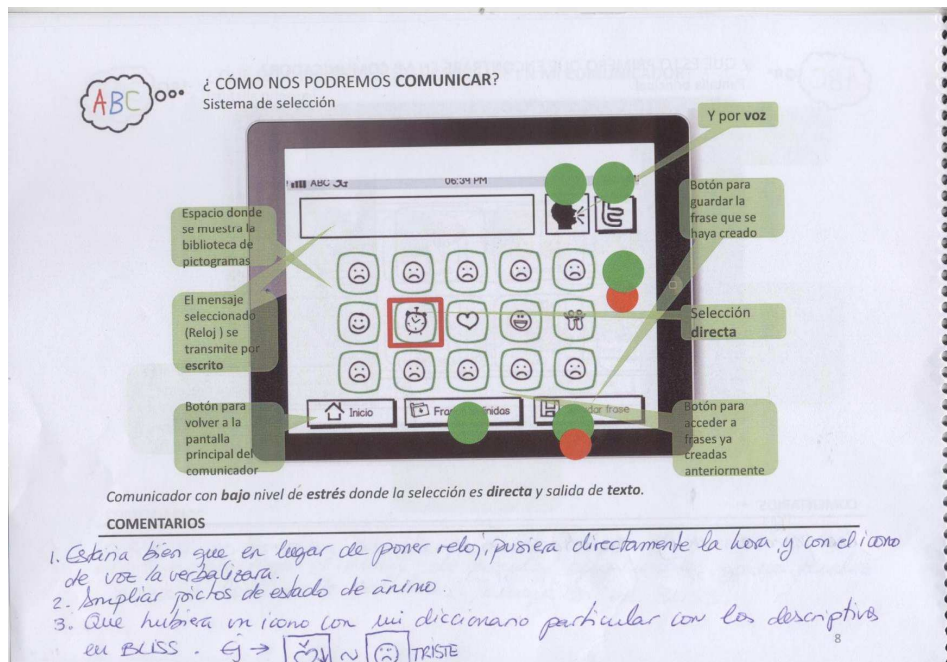 ABC
¿ CÓMO NOS PODREMOS COMUNICAR?
Sistema de selección
Y por voz
ABC 3G
06:34 PM
Botón para
guardar la
frase que se
haya creado
Espacio donde
se muestra la
biblioteca de
pictogramas
El mensaje
seleccionado
(Reloj ) se
transmite por
escrito
Selección
directa
Botón para
volver a la
pantalla
principal del
comunicador
Inicio
frase
Botón para
acceder a
frases ya
creadas
anteriormente
Comunicador con bajo nivel de estrés donde la selección es directa y salida de texto.
COMENTARIOS
1. Estaria bien que en lugar de poner reloj, pusiera directamente la hora y con el icono
de voz la verbalizara.
2. Ampliar pictos de estado de ánimo.
3. Que hubiera un icono con mi diccionario particular con los descriptivos
en BLISS. Ej → ~ TRISTE
8